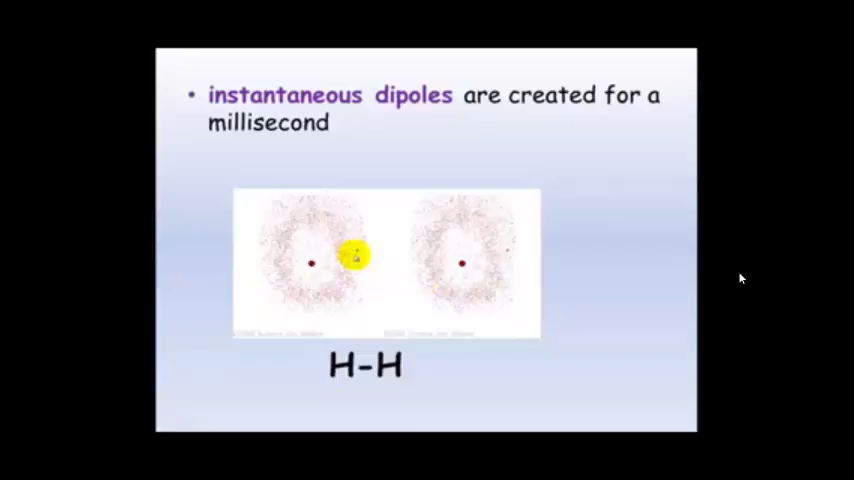 • instantaneous dipoles are created for a
millisecond
H-H